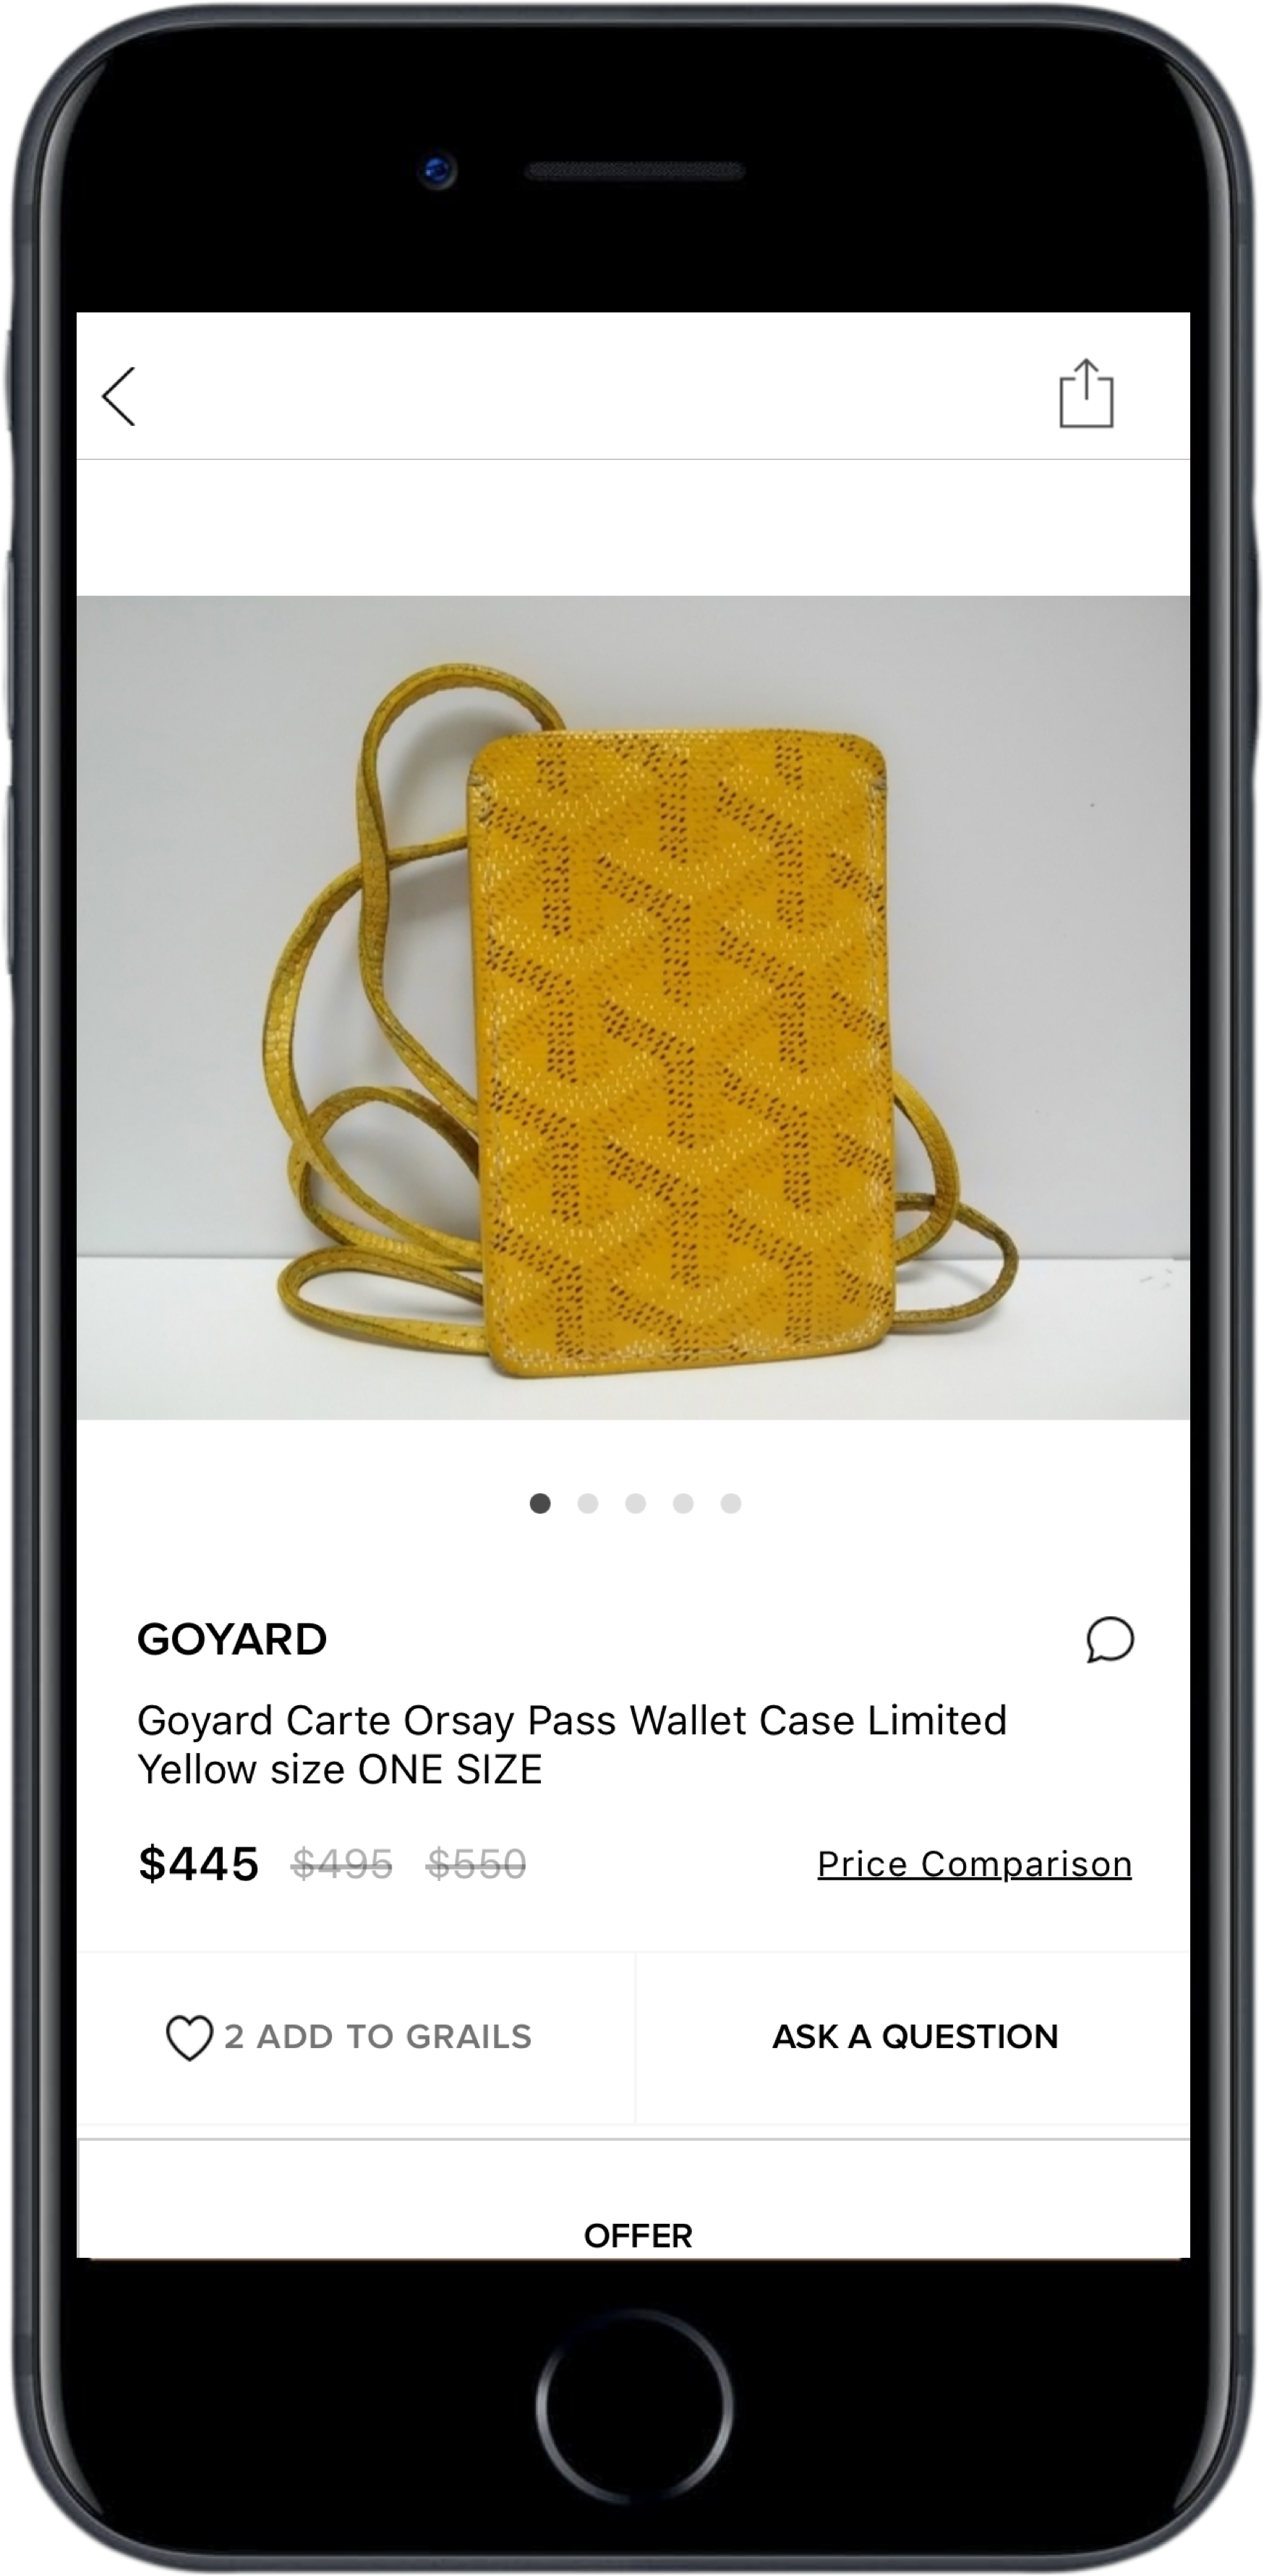 GOYARD
Goyard Carte Orsay Pass Wallet Case Limited
Yellow size ONE SIZE
$445 $495 $550 Price Comparison
2 ADD TO GRAILS ASK A QUESTION
OFFER